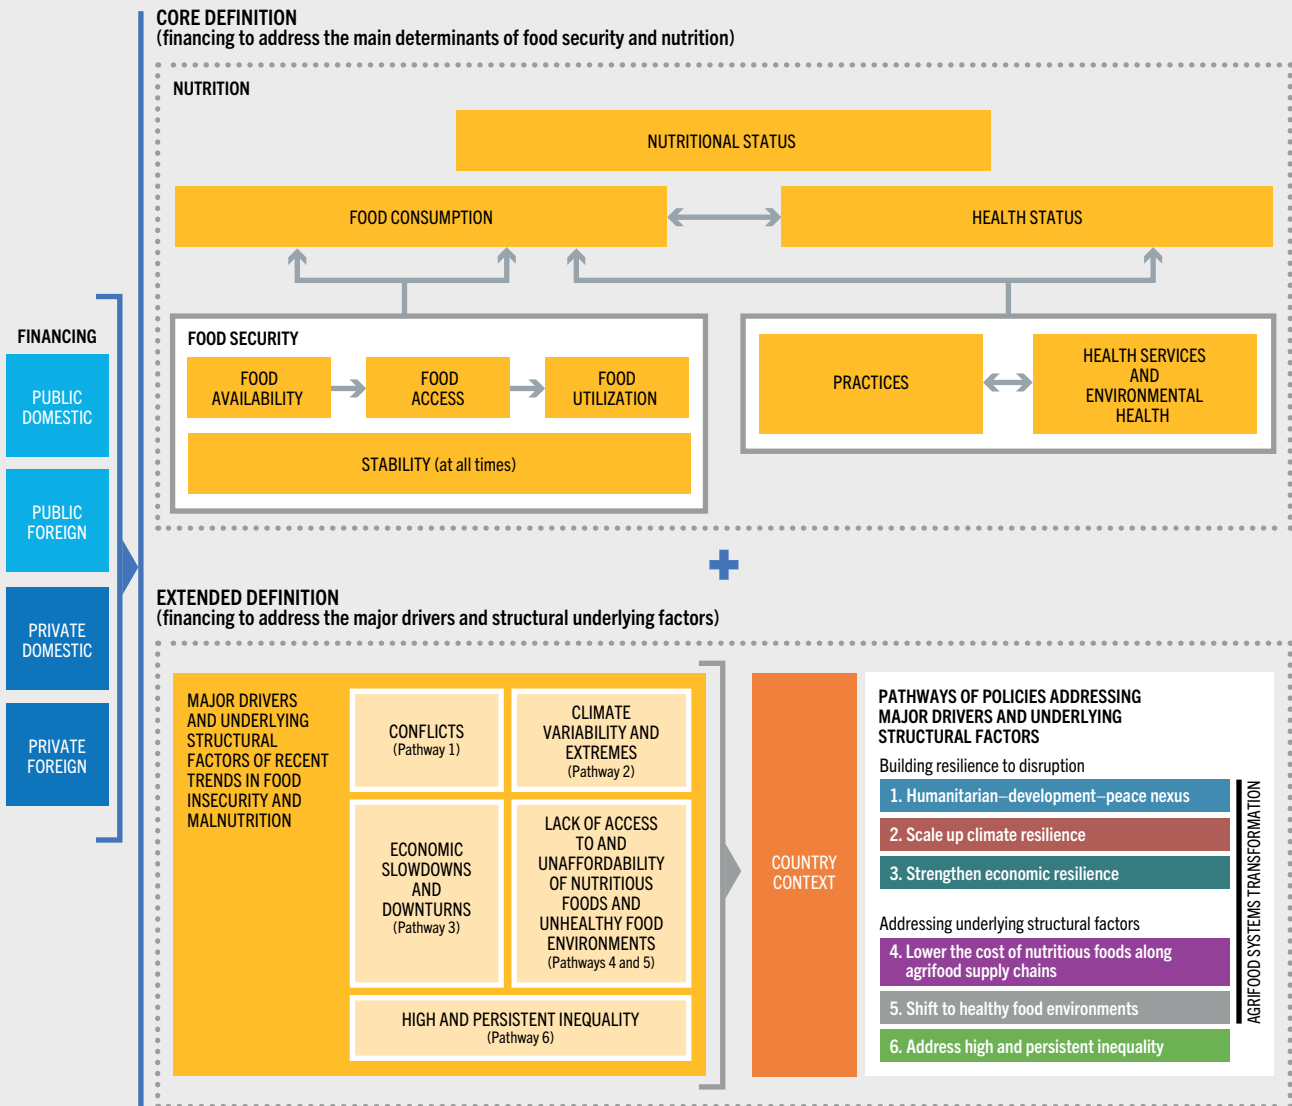 CORE DEFINITION
(financing to address the main determinants of food security and nutrition)
NUTRITION
NUTRITIONAL STATUS
FOOD CONSUMPTION
HEALTH STATUS
FINANCING
PUBLIC
DOMESTIC
PUBLIC
FOREIGN
PRIVATE
DOMESTIC
PRIVATE
FOREIGN
FOOD SECURITY
FOOD
AVAILABILITY
FOOD
ACCESS
FOOD
UTILIZATION
STABILITY (at all times)
PRACTICES
HEALTH SERVICES
AND
ENVIRONMENTAL
HEALTH
EXTENDED DEFINITION
(financing to address the major drivers and structural underlying factors)
MAJOR DRIVERS
AND UNDERLYING
STRUCTURAL
FACTORS OF RECENT
TRENDS IN FOOD
INSECURITY AND
MALNUTRITION
CONFLICTS
(Pathway 1)
CLIMATE
VARIABILITY AND
EXTREMES
(Pathway 2)
ECONOMIC
SLOWDOWNS
AND
DOWNTURNS
(Pathway 3)
LACK OF ACCESS
TO AND
UNAFFORDABILITY
OF NUTRITIOUS
FOODS AND
UNHEALTHY FOOD
ENVIRONMENTS
(Pathways 4 and 5)
HIGH AND PERSISTENT INEQUALITY
(Pathway 6)
COUNTRY
CONTEXT
PATHWAYS OF POLICIES ADDRESSING
MAJOR DRIVERS AND UNDERLYING
STRUCTURAL FACTORS
Building resilience to disruption
1. Humanitarian–development–peace nexus
2. Scale up climate resilience
3. Strengthen economic resilience
Addressing underlying structural factors
4. Lower the cost of nutritious foods along
agrifood supply chains
5. Shift to healthy food environments
6. Address high and persistent inequality
AGRIFOOD SYSTEMS TRANSFORMATION